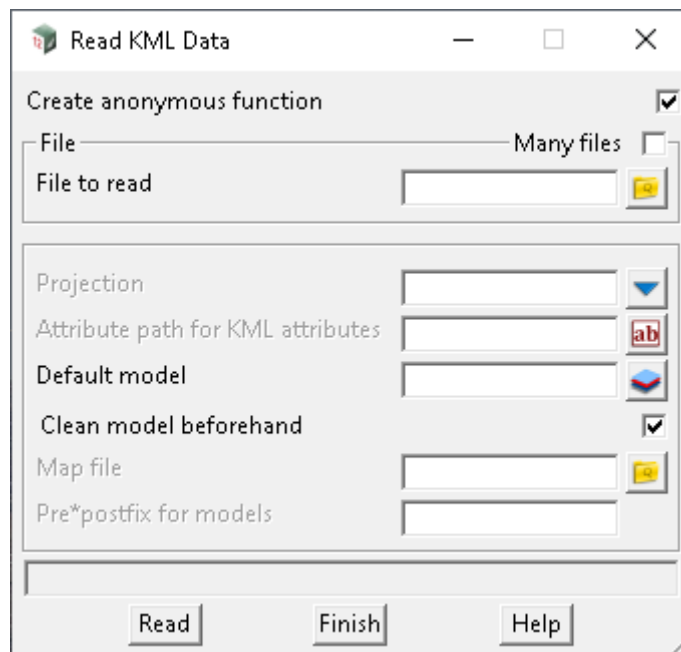 Read KML Data
Create anonymous function
File Many files
File to read
Projection
Attribute path for KML attributes
ab
Default model
Clean model beforehand
Map file
Pre*postfix for models
Read Finish Help